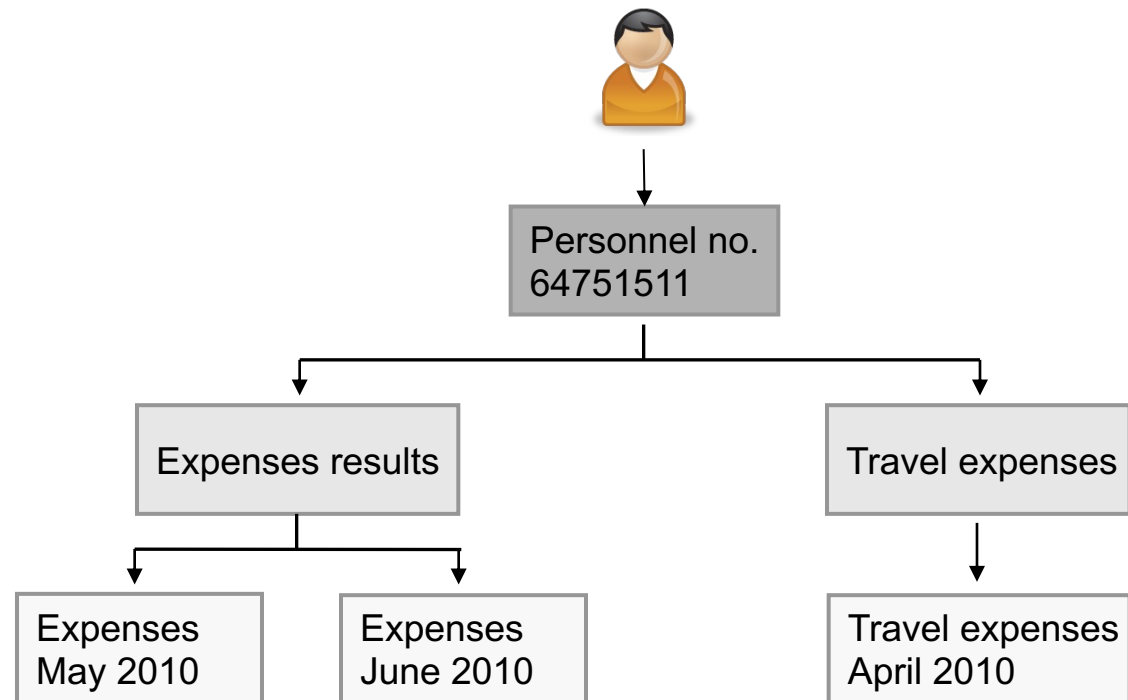 Personnel no.
64751511
Expenses results
Travel expenses
Expenses
May 2010
Expenses
June 2010
Travel expenses
April 2010